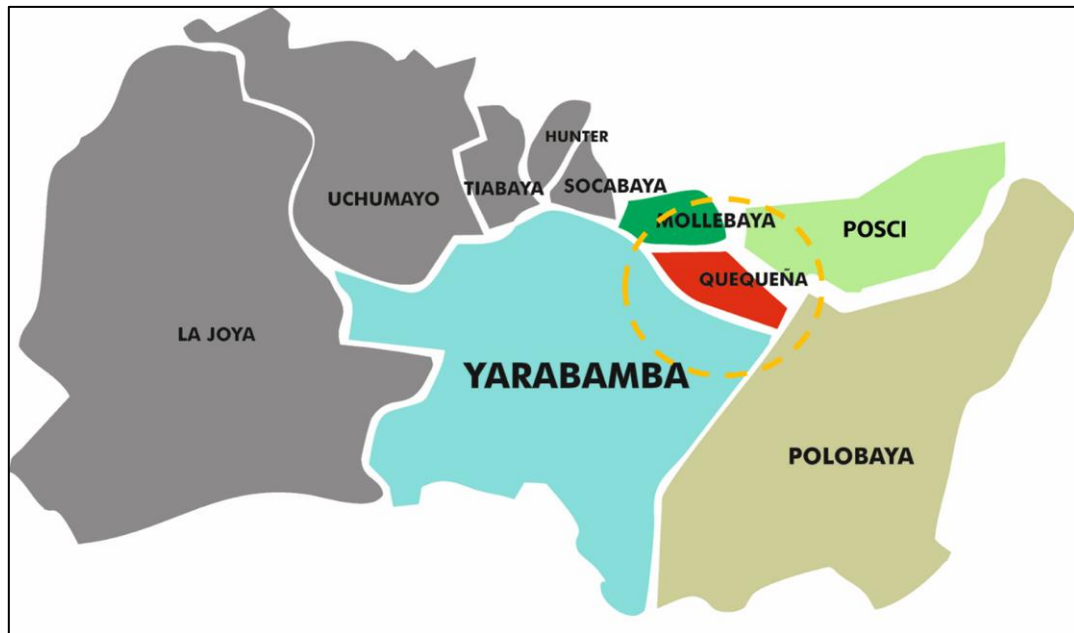 HUNTER
TIABAYA
SOCABAYA
UCHUMAYO
MOLLEBAYA
POSCI
QUEQUEÑA
LA JOYA
YARABAMBA
POLOBAYA